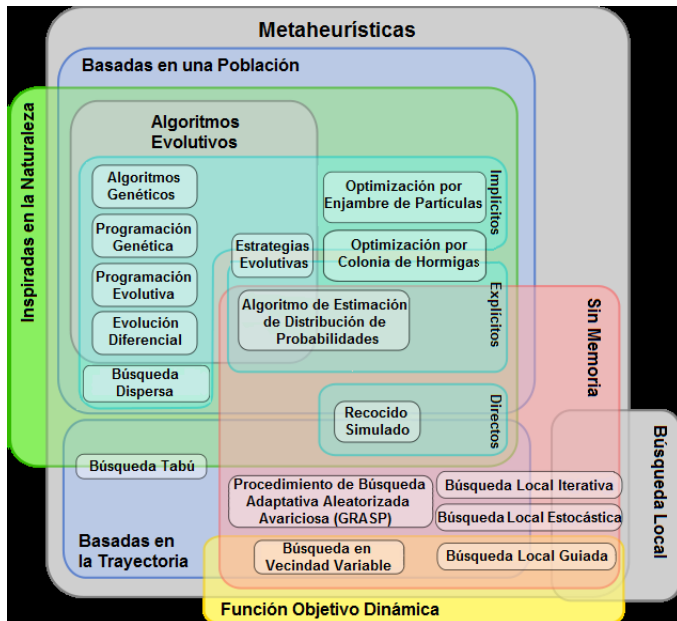 Metaheurísticas
Basadas en una Población
Inspiradas en la Naturaleza
Algoritmos
Evolutivos
Algoritmos
Genéticos
Programación
Genética
Programación
Evolutiva
Evolución
Diferencial
Búsqueda
Dispersa
Estrategias
Evolutivas
Implícitos
Optimización por
Enjambre de Partículas
Optimización por
Colonia de Hormigas
Explícitos
Algoritmo de Estimación
de Distribución de
Probabilidades
Sin Memoria
Directos
Recocido
Simulado
Búsqueda Local
Búsqueda Tabú
Procedimiento de Búsqueda
Adaptativa Aleatorizada
Avariciosa (GRASP)
Búsqueda Local Iterativa
Búsqueda Local Estocástica
Basadas en
la Trayectoria
Búsqueda en
Vecindad Variable
Búsqueda Local Guiada
Función Objetivo Dinámica